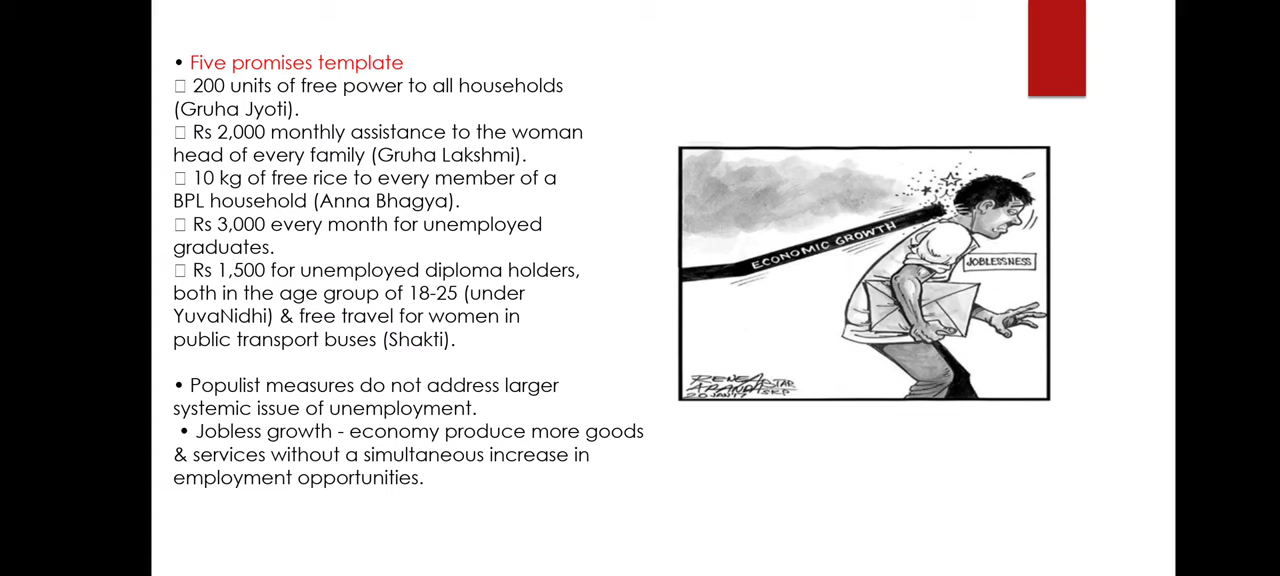 • Five promises template
□ 200 units of free power to all households
(Gruha Jyoti).
□ Rs 2,000 monthly assistance to the woman
head of every family (Gruha Lakshmi).
□ 10 kg of free rice to every member of a
BPL household (Anna Bhagya).
□ Rs 3,000 every month for unemployed
graduates.
□ Rs 1,500 for unemployed diploma holders,
both in the age group of 18-25 (under
YuvaNidhi) & free travel for women in
public transport buses (Shakti).
• Populist measures do not address larger
systemic issue of unemployment.
• Jobless growth - economy produce more goods
& services without a simultaneous increase in
employment opportunities.
ECONOMIC GROWTH
JOBLESSNESS
20 JAN 17